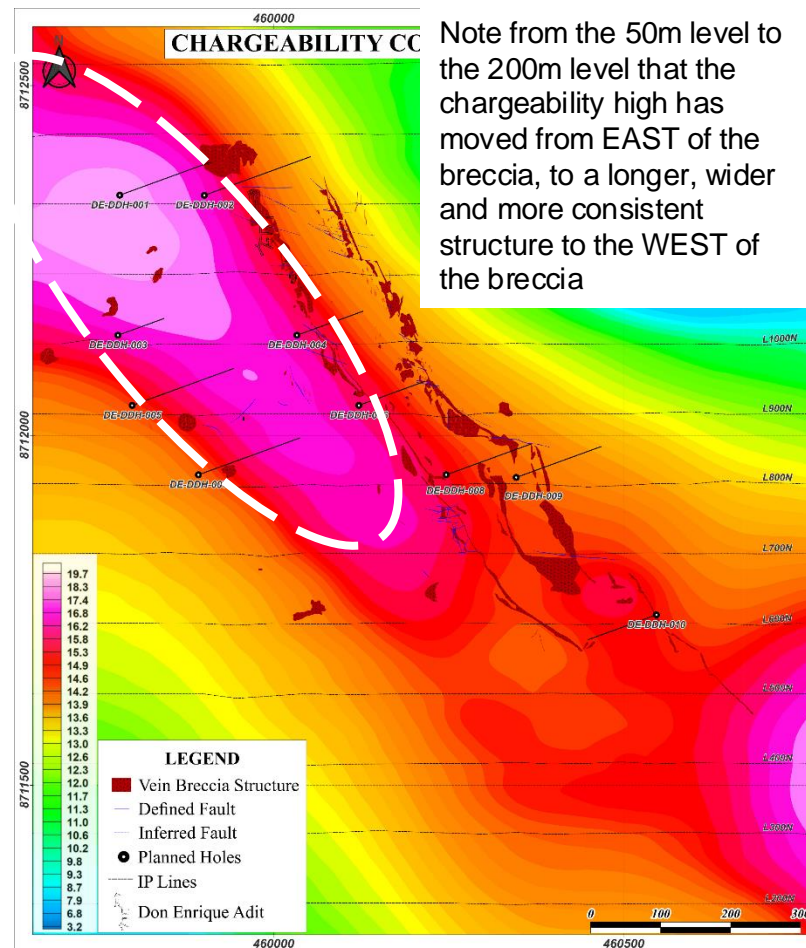 460000
CHARGEABILITY CO
Note from the 50m level to
the 200m level that the
chargeability high has
moved from EAST of the
breccia, to a longer, wider
and more consistent
structure to the WEST of
the breccia
N
8712500
DE-DDH-001
DE-DDH-002
DE-DDH-003
DE-DDH-004
L1000N
DE-DDH-005
L900N
8712000
DE-DDH-00
DE-DDH-008
DE-DDH-009
L800N
L700N
DE-DDH-010
L600N
L500N
L400N
L300N
L200N
8711500
19.7
18.3
17.4
16.8
16.2
15.8
15.3
14.9
14.6
14.2
13.9
13.6
13.3
13.0
12.6
12.3
12.0
11.7
11.3
11.0
10.6
10.2
9.8
9.3
8.7
7.9
6.8
3.2
LEGEND
Vein Breccia Structure
Defined Fault
Inferred Fault
Planned Holes
IP Lines
Don Enrique Adit
0 100 200 300
460000
460500